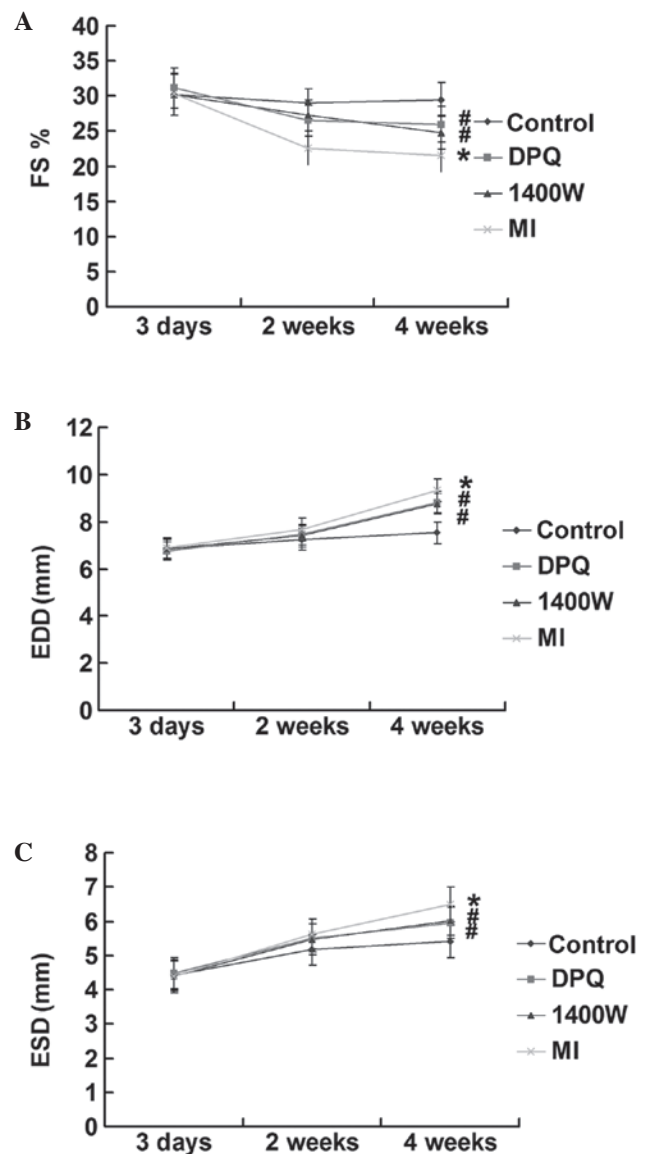 A
40
35
30
25
20
15
10
5
0
FS %
3 days 2 weeks 4 weeks
#
#
*
Control
DPQ
1400W
MI
B
12
10
8
6
4
2
0
EDD (mm)
3 days 2 weeks 4 weeks
*
#
#
Control
DPQ
1400W
MI
C
8
7
6
5
4
3
2
1
0
ESD (mm)
3 days 2 weeks 4 weeks
*
#
#
Control
DPQ
1400W
MI